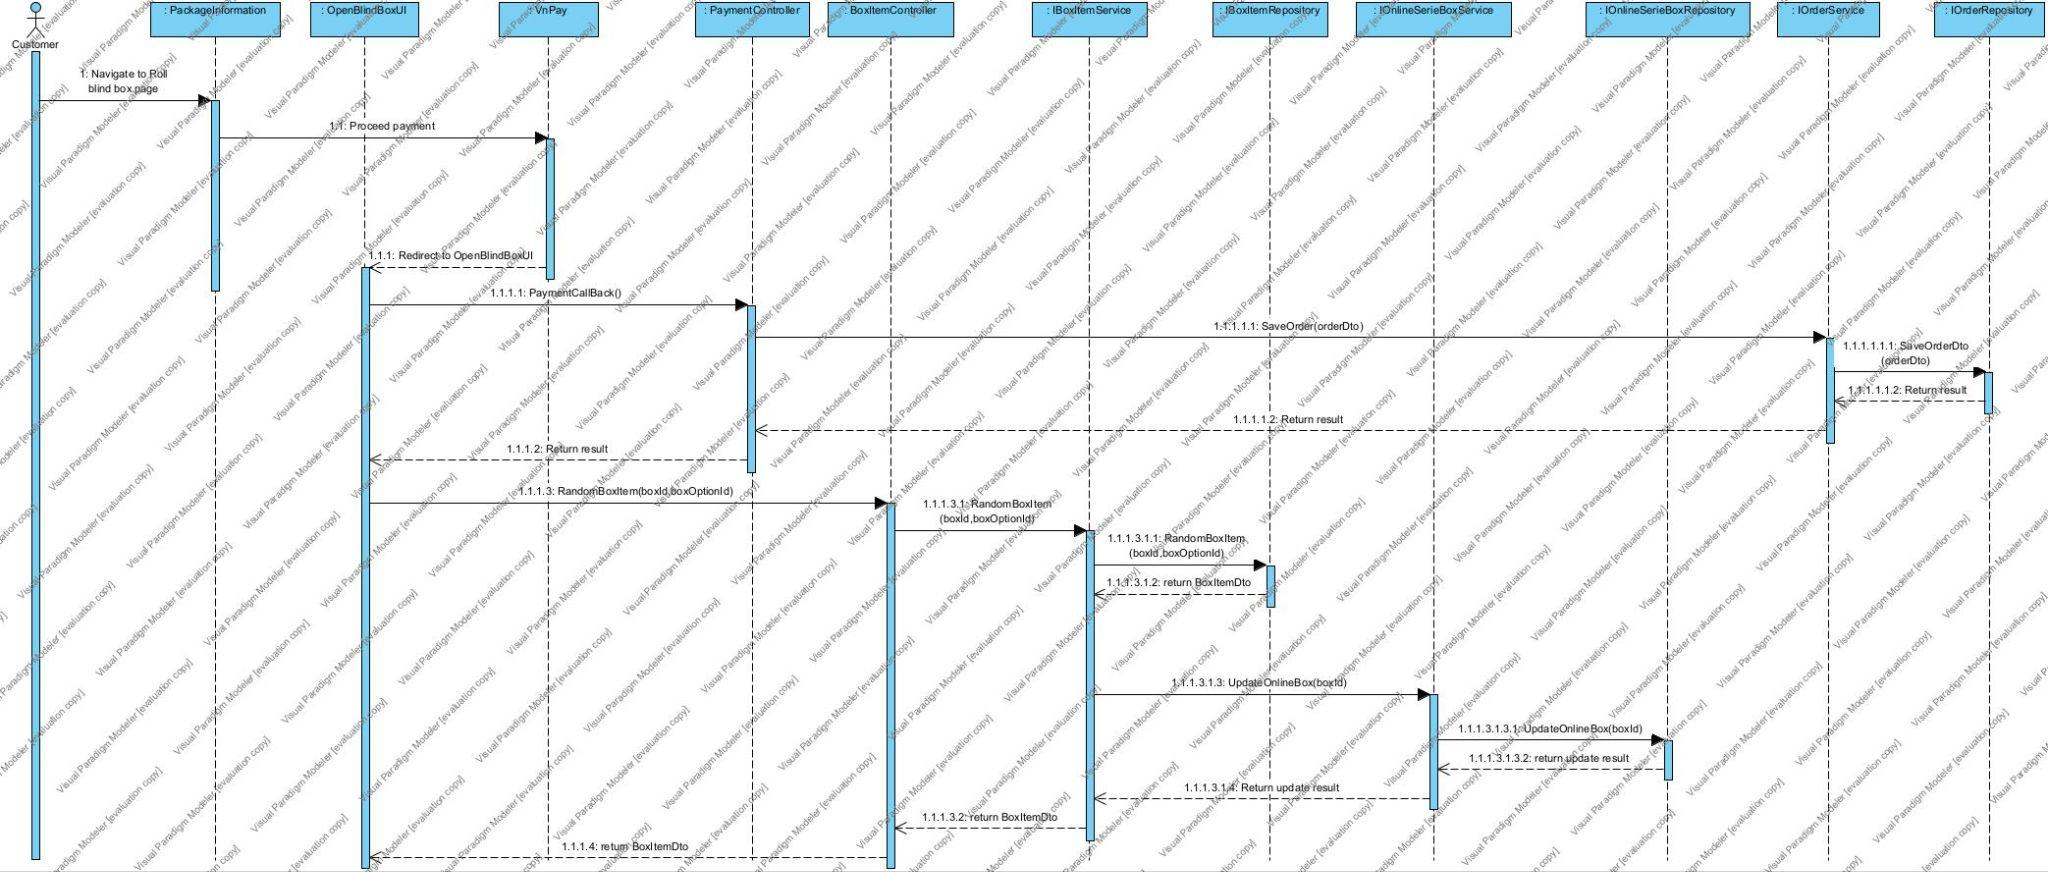 : PackageInformation
: OpenBlindBoxUI
: VnPay
: PaymentController
: BoxItemController
: IBoxItemService
: IBoxItemRepository
: IOnlineSerieBoxService
: IOnlineSerieBoxRepository
: IOrderService
: IOrderRepository
Customer
1: Navigate to Roll
blind box page
1.1: Proceed payment
1.1.1: Redirect to OpenBlindBoxUI
1.1.1.1: PaymentCallBack()
1.1.1.1.1: SaveOrder(orderDto)
1.1.1.1.1.1: SaveOrderDto
(orderDto)
1.1.1.1.1.2: Return result
1.1.1.1.2: Return result
1.1.1.2: Return result
1.1.1.3: RandomBoxItem(boxId,boxOptionId)
1.1.1.3.1: RandomBoxItem
(boxId,boxOptionId)
1.1.1.3.1.1: RandomBoxItem
(boxId,boxOptionId)
1.1.1.3.1.2: return BoxItemDto
1.1.1.3.1.3: UpdateOnlineBox(boxId)
1.1.1.3.1.3.1: UpdateOnlineBox(boxId)
1.1.1.3.1.3.2: return update result
1.1.1.3.1.4: Return update result
1.1.1.3.2: return BoxItemDto
1.1.1.4: return BoxItemDto
Visual Paradigm Modeler [evaluation copy]